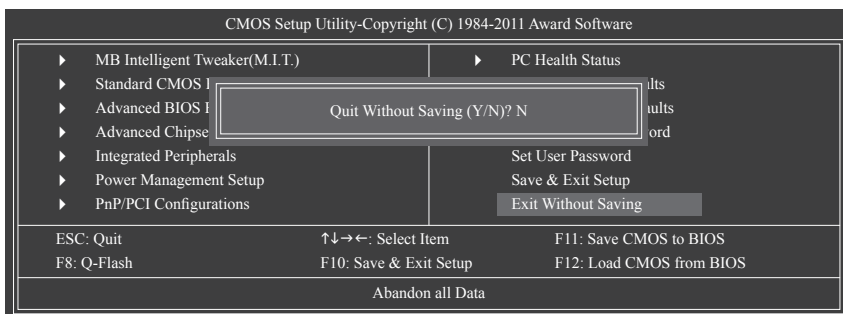 CMOS Setup Utility-Copyright (C) 1984-2011 Award Software
MB Intelligent Tweaker(M.I.T.)
Standard CMOS
Advanced BIOS
Advanced Chipse
Integrated Peripherals
Power Management Setup
PnP/PCI Configurations
PC Health Status
Set User Password
Save & Exit Setup
Exit Without Saving
Quit Without Saving (Y/N)? N
ESC: Quit
↑↓→←: Select Item
F11: Save CMOS to BIOS
F8: Q-Flash
F10: Save & Exit Setup
F12: Load CMOS from BIOS
Abandon all Data